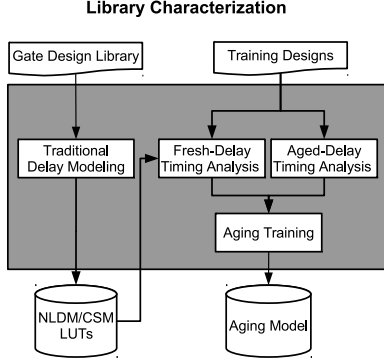 Library Characterization
Gate Design Library
Training Designs
Traditional
Delay Modeling
Fresh-Delay
Timing Analysis
Aged-Delay
Timing Analysis
Aging Training
NLDM/CSM
LUTs
Aging Model